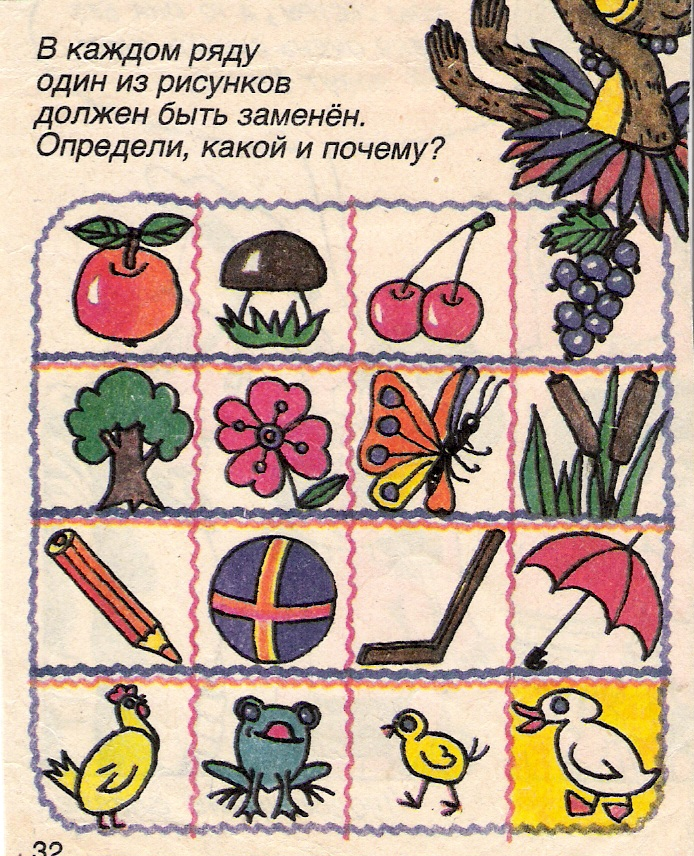 В каждом ряду
один из рисунков
должен быть заменён.
Определи, какой и почему?
32